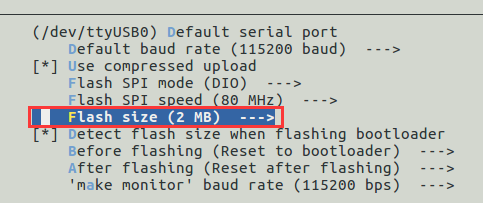 (/dev/ttyUSB0) Default serial port
Default baud rate (115200 baud)  --->
[*] Use compressed upload
Flash SPI mode (DIO)  --->
Flash SPI speed (80 MHz)  --->
Flash size (2 MB)  --->
[*] Detect flash size when flashing bootloader
Before flashing (Reset to bootloader)  --->
After flashing (Reset after flashing)  --->
'make monitor' baud rate (115200 bps)  --->